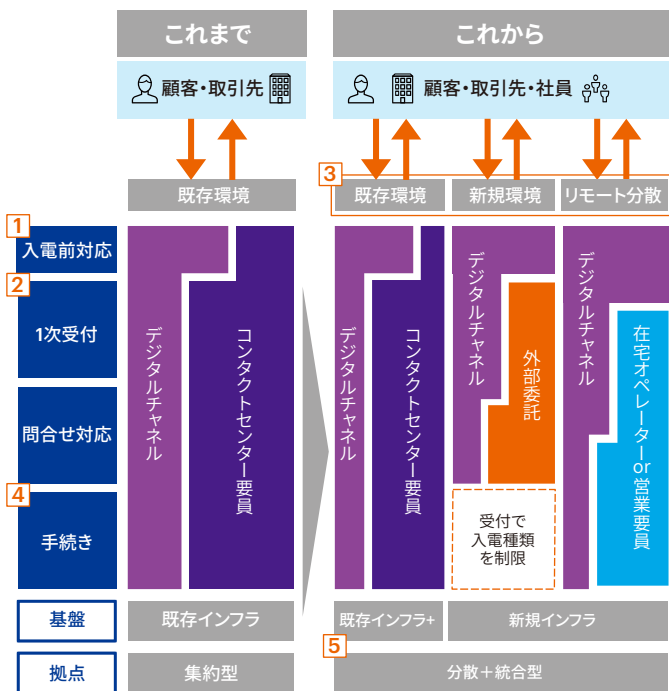 これまで
これから
顧客・取引先
顧客・取引先・社員
3
既存環境
既存環境
新規環境
リモート分散
1
入電前対応
2
1次受付
問合せ対応
4
手続き
デジタルチャネル
コンタクトセンター要員
デジタルチャネル
コンタクトセンター要員
デジタルチャネル
外部委託
受付で
入電種類
を制限
デジタルチャネル
在宅オペレーターor営業要員
基盤
既存インフラ
既存インフラ+
新規インフラ
5
拠点
集約型
分散+統合型